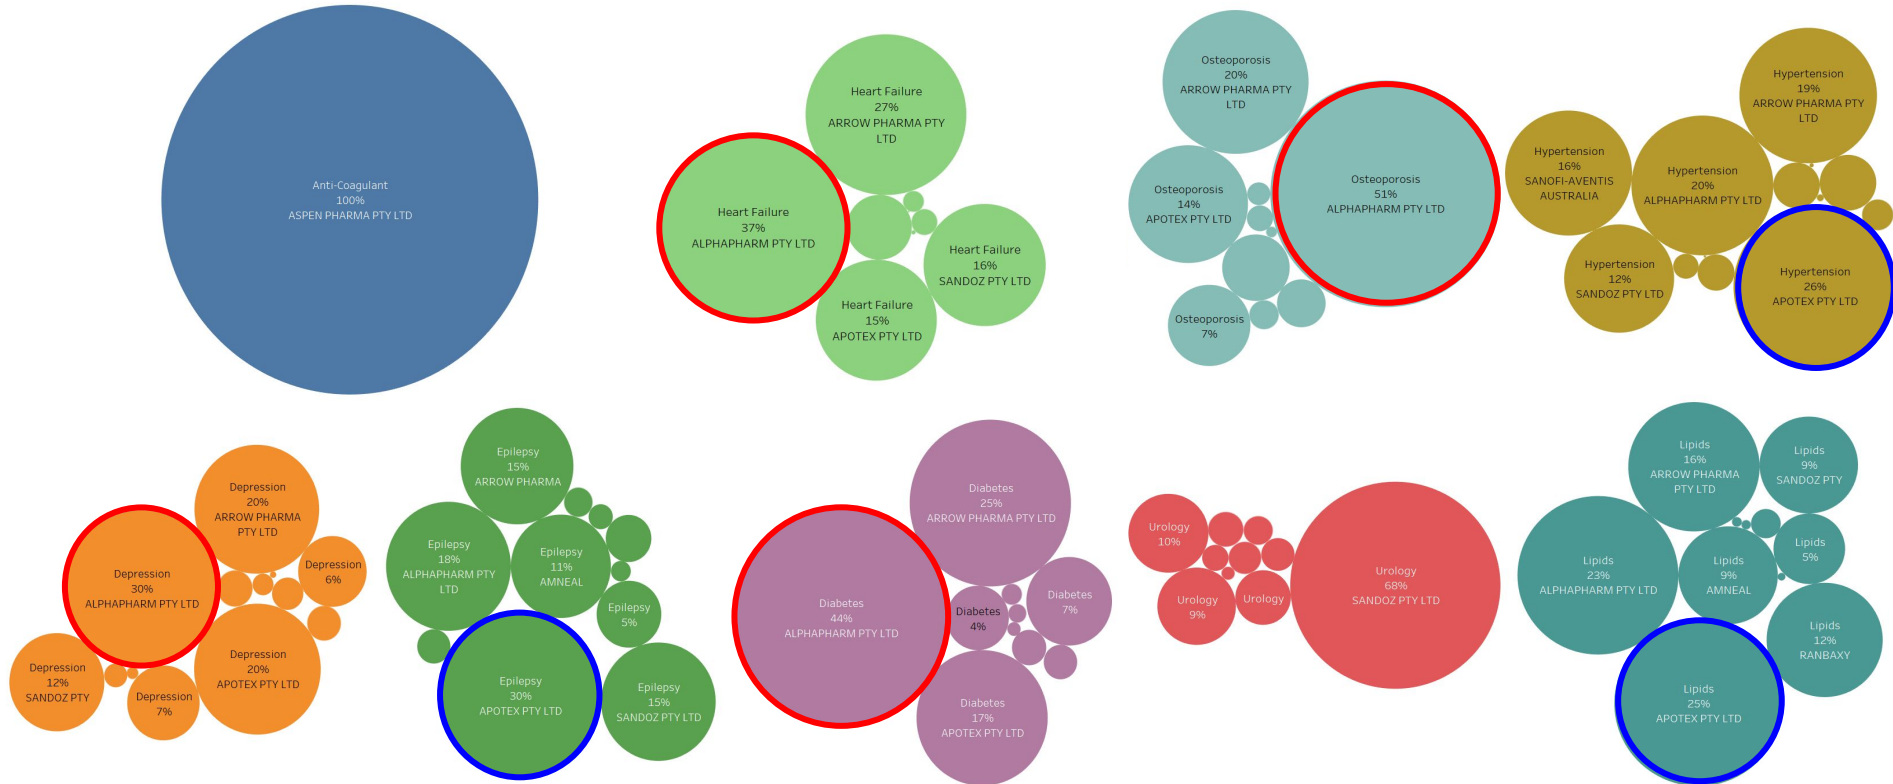 Anti-Coagulant
100%
ASPEN PHARMA PTY LTD
Heart Failure
27%
ARROW PHARMA PTY
LTD
Heart Failure
37%
ALPHAPHARM PTY LTD
Heart Failure
16%
SANDOZ PTY LTD
Heart Failure
15%
APOTEX PTY LTD
Osteoporosis
20%
ARROW PHARMA PTY
LTD
Osteoporosis
51%
ALPHAPHARM PTY LTD
Osteoporosis
14%
APOTEX PTY LTD
Osteoporosis
7%
Hypertension
19%
ARROW PHARMA PTY
LTD
Hypertension
16%
SANOFI-AVENTIS
AUSTRALIA
Hypertension
20%
ALPHAPHARM PTY LTD
Hypertension
12%
SANDOZ PTY LTD
Hypertension
26%
APOTEX PTY LTD
Depression
20%
ARROW PHARMA
PTY LTD
Depression
30%
ALPHAPHARM PTY LTD
Depression
6%
Depression
20%
APOTEX PTY LTD
Depression
12%
SANDOZ PTY
Depression
7%
Epilepsy
15%
ARROW PHARMA
Epilepsy
18%
ALPHAPHARM PTY
LTD
Epilepsy
11%
AMNEAL
Epilepsy
5%
Epilepsy
30%
APOTEX PTY LTD
Epilepsy
15%
SANDOZ PTY LTD
Diabetes
25%
ARROW PHARMA PTY LTD
Diabetes
44%
ALPHAPHARM PTY LTD
Diabetes
4%
Diabetes
7%
Diabetes
17%
APOTEX PTY LTD
Urology
10%
Urology
68%
SANDOZ PTY LTD
Urology
9%
Urology
Lipids
16%
ARROW PHARMA
PTY LTD
Lipids
9%
SANDOZ PTY
Lipids
23%
ALPHAPHARM PTY LTD
Lipids
9%
AMNEAL
Lipids
5%
Lipids
12%
RANBAXY
Lipids
25%
APOTEX PTY LTD